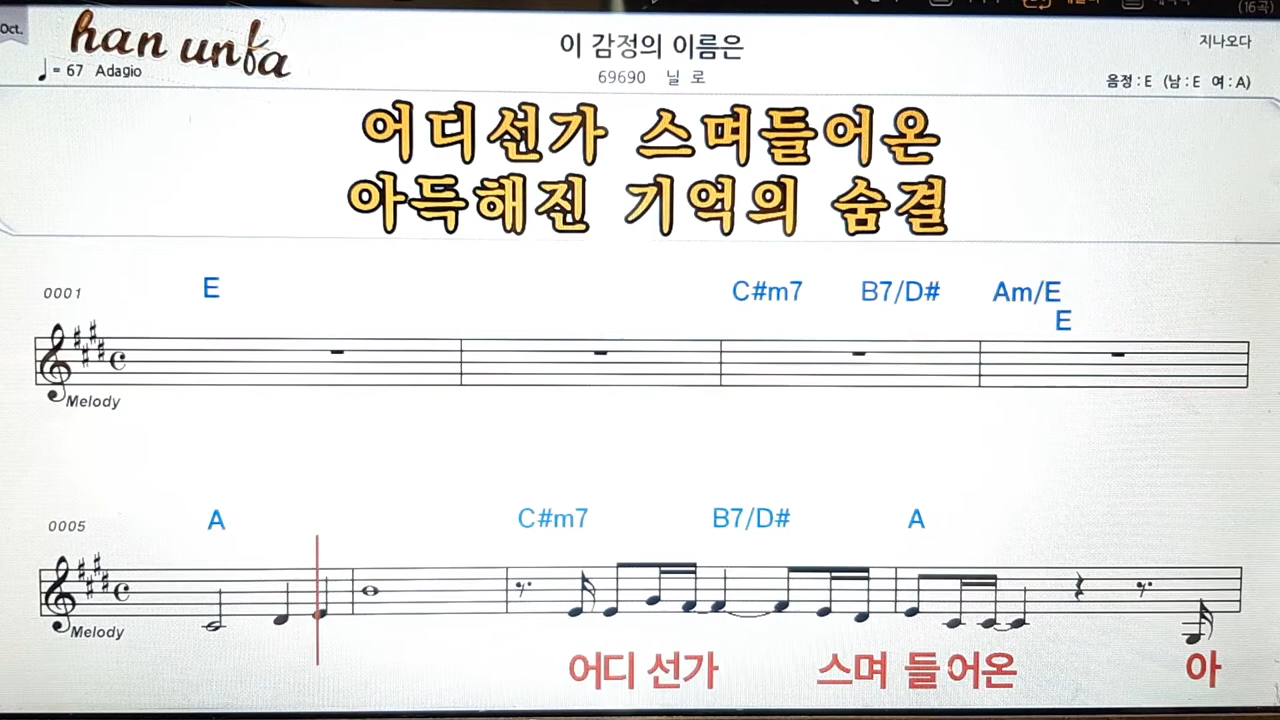 (16곡)
Oct.
han unfa
이 감정의 이름은
지나오다
♩ = 67 Adagio
69690 닐 로
음정 : E (남 : E 여 : A)
어디선가 스며들어온
아득해진 기억의 숨결
0001
E
C#m7
B7/D#
Am/E
E
Melody
0005
A
C#m7
B7/D#
A
Melody
어디 선가 스며 들 어온 아